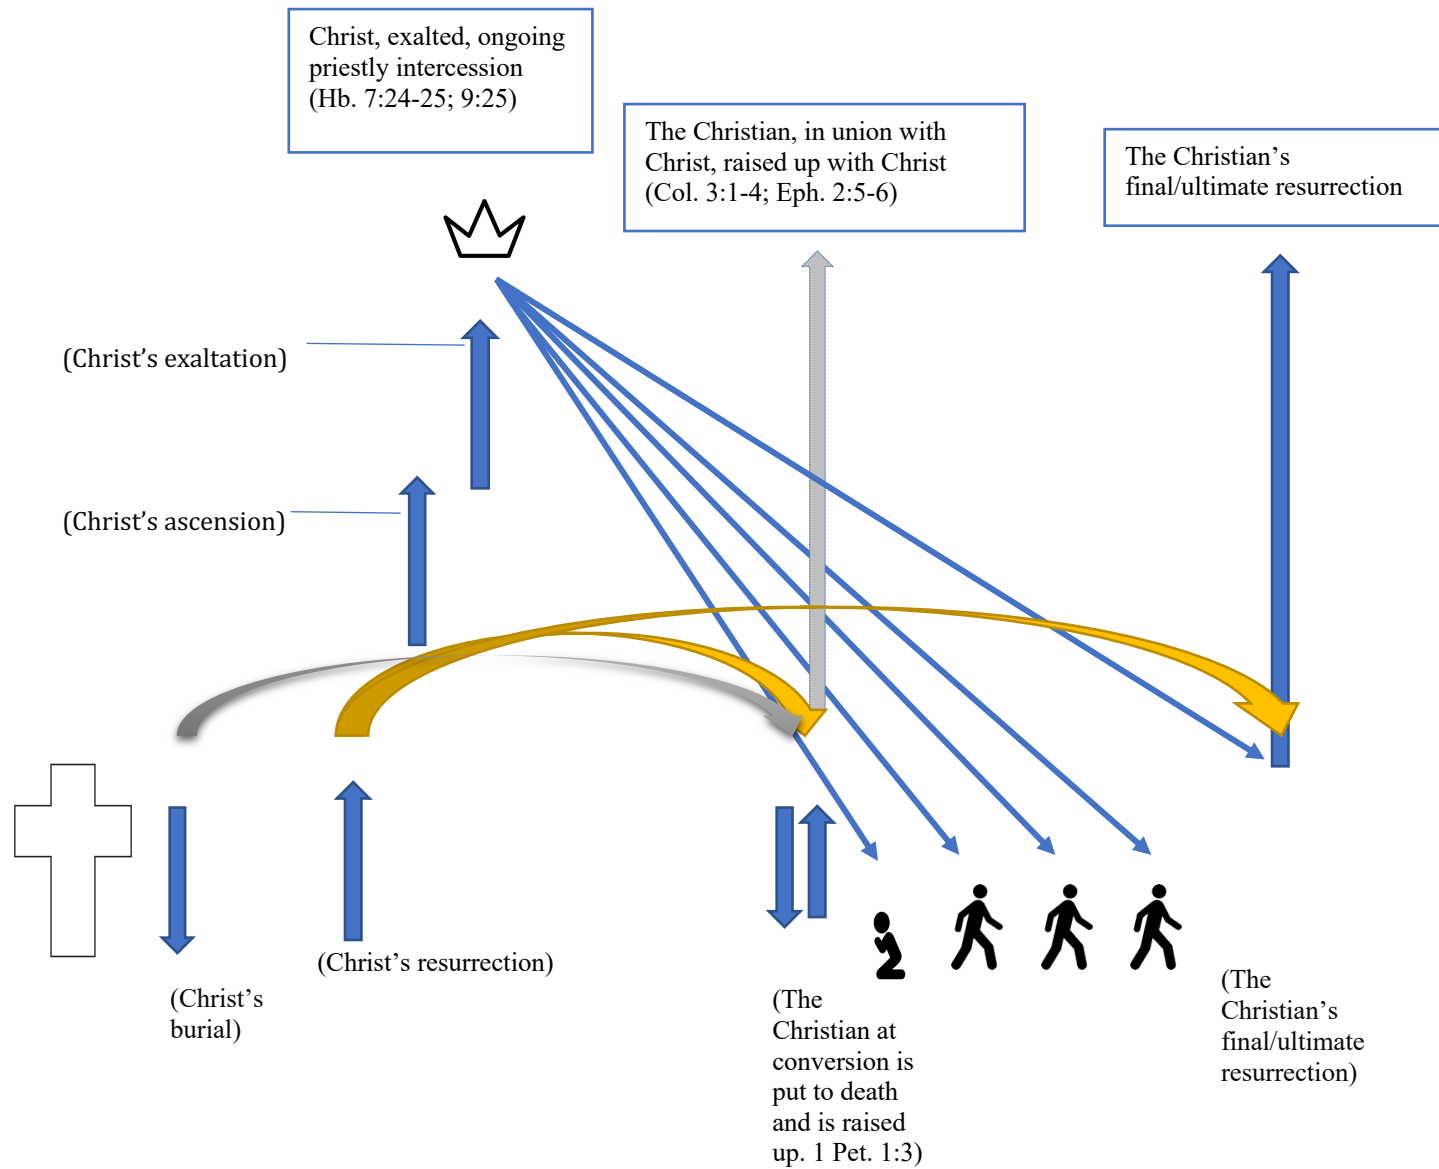 Christ, exalted, ongoing
priestly intercession
(Hb. 7:24-25; 9:25)
The Christian, in union with
Christ, raised up with Christ
(Col. 3:1-4; Eph. 2:5-6)
The Christian’s
final/ultimate resurrection
(Christ’s exaltation)
(Christ’s ascension)
(Christ’s resurrection)
(Christ’s
burial)
(The
Christian at
conversion is
put to death
and is raised
up. 1 Pet. 1:3)
(The
Christian’s
final/ultimate
resurrection)